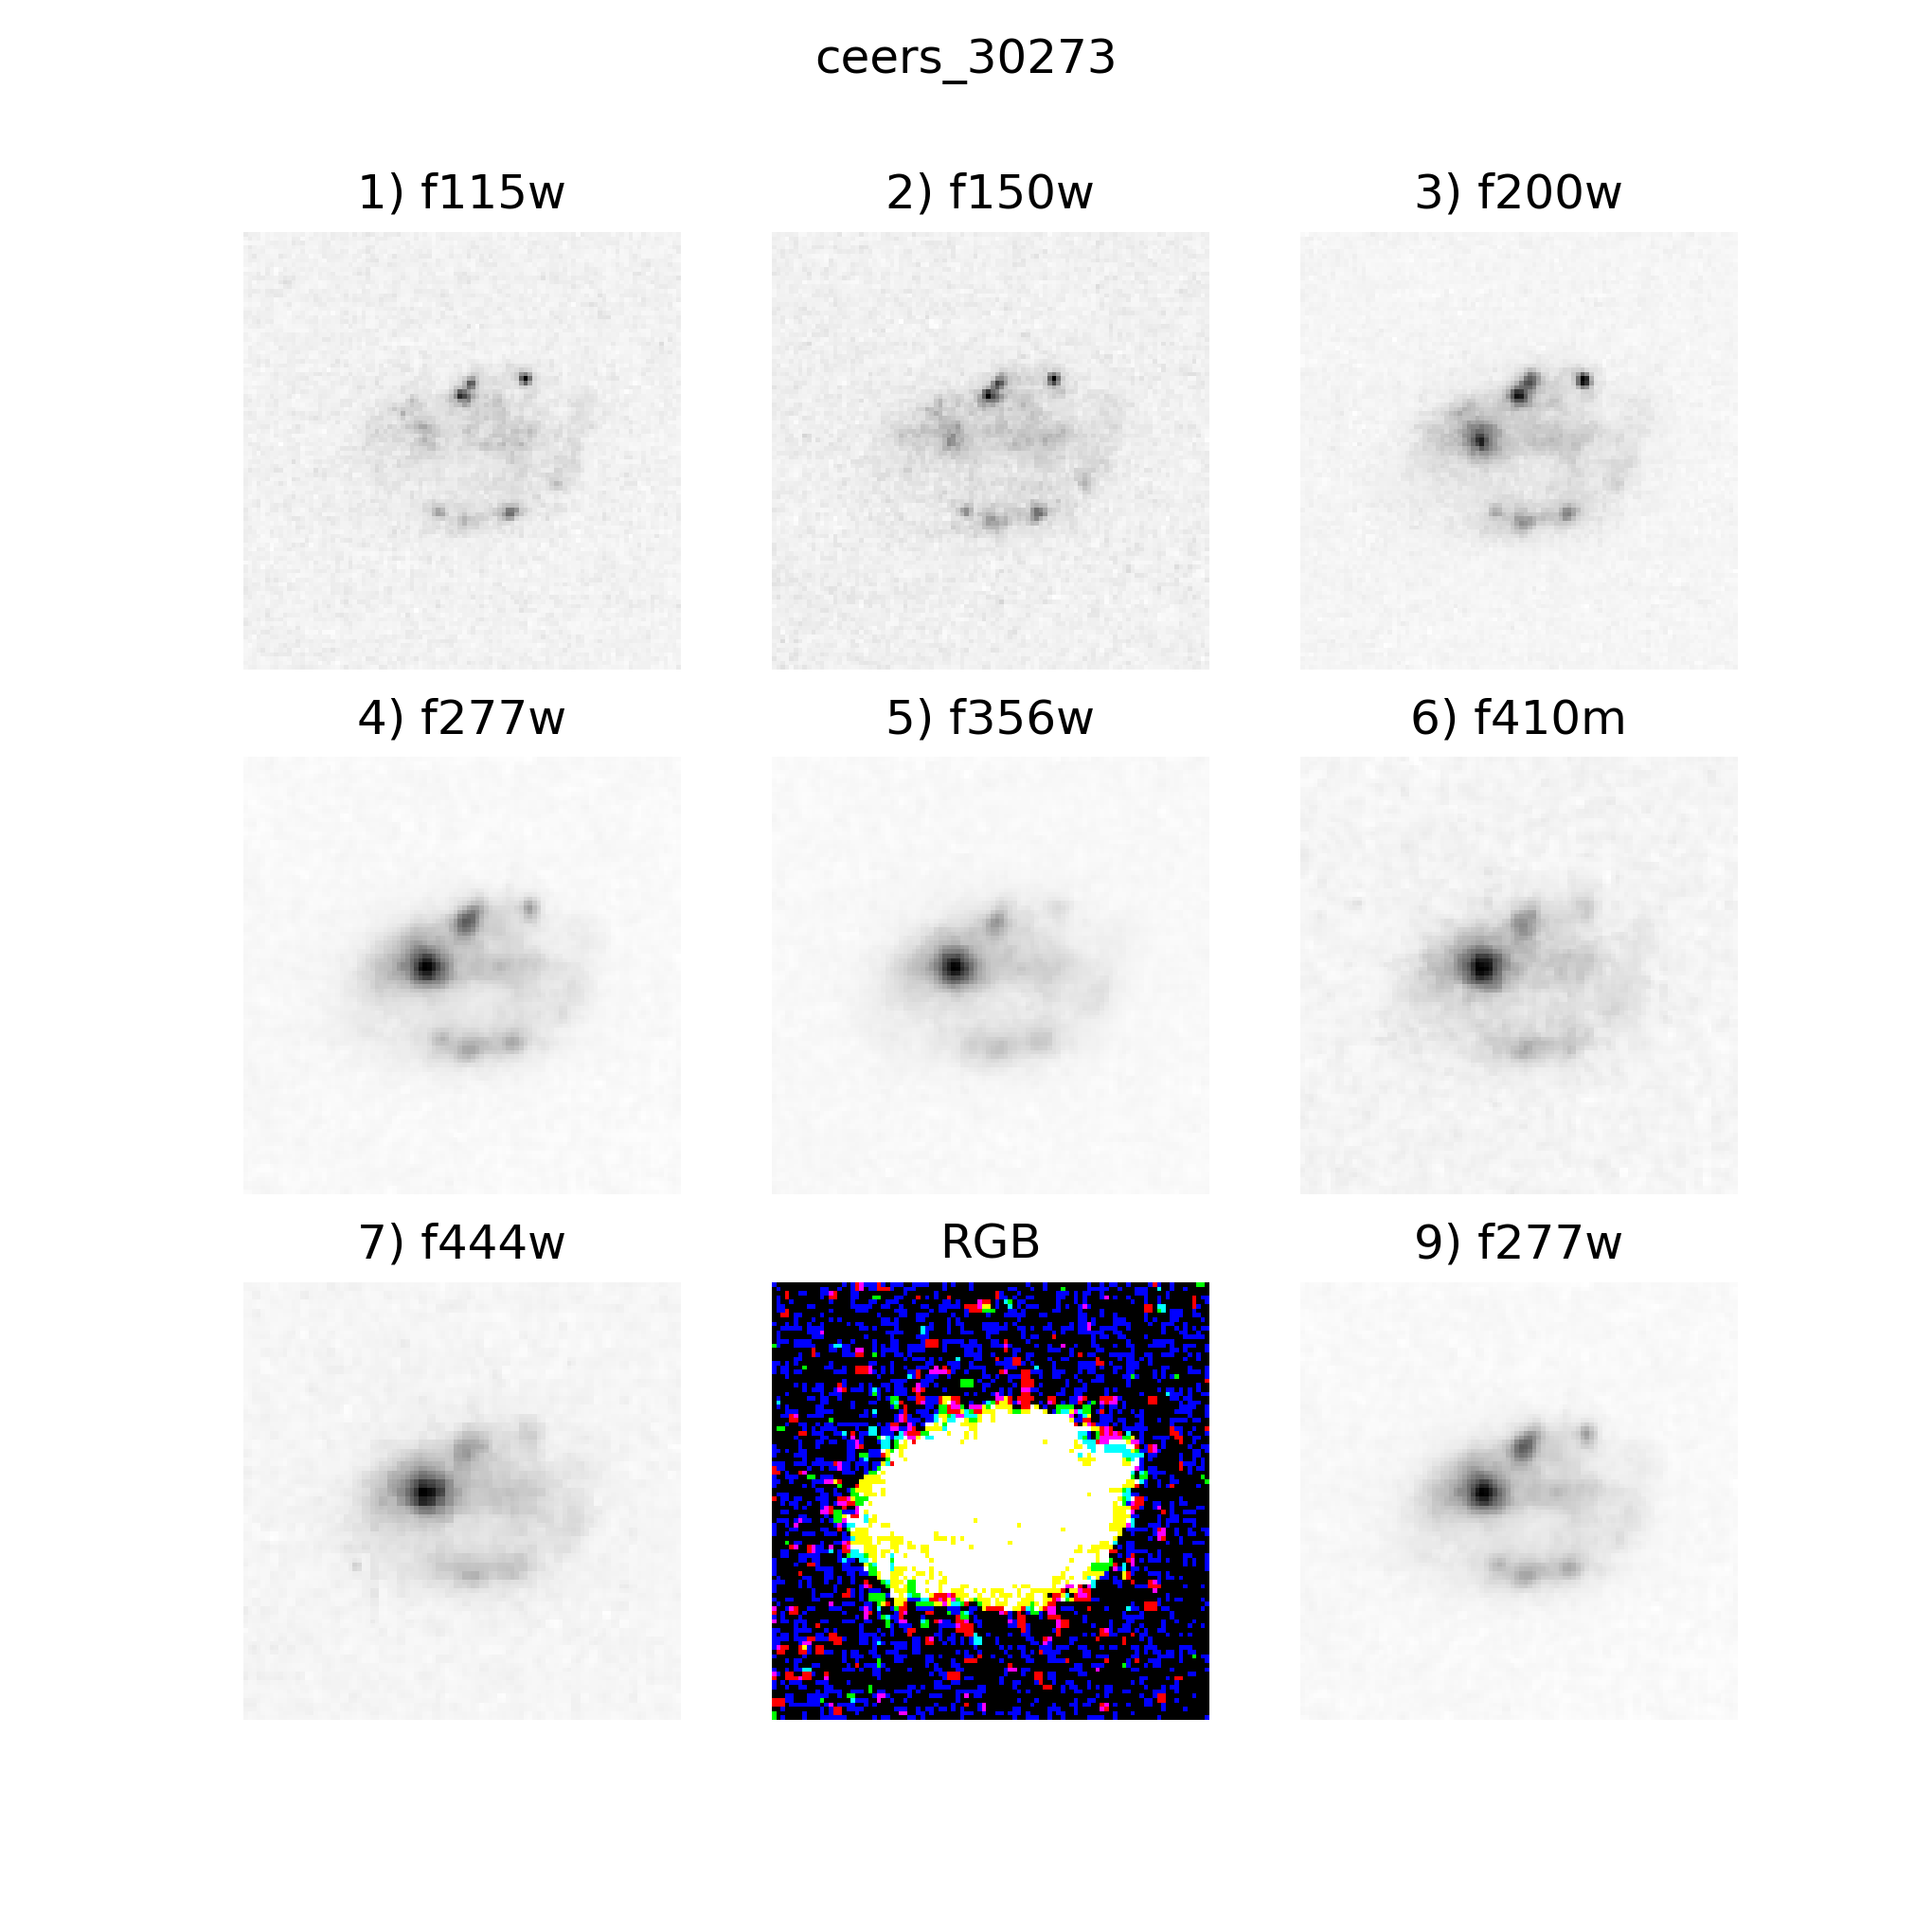 ceers_30273
1) f115w
2) f150w
3) f200w
4) f277w
5) f356w
6) f410m
7) f444w
RGB
9) f277w